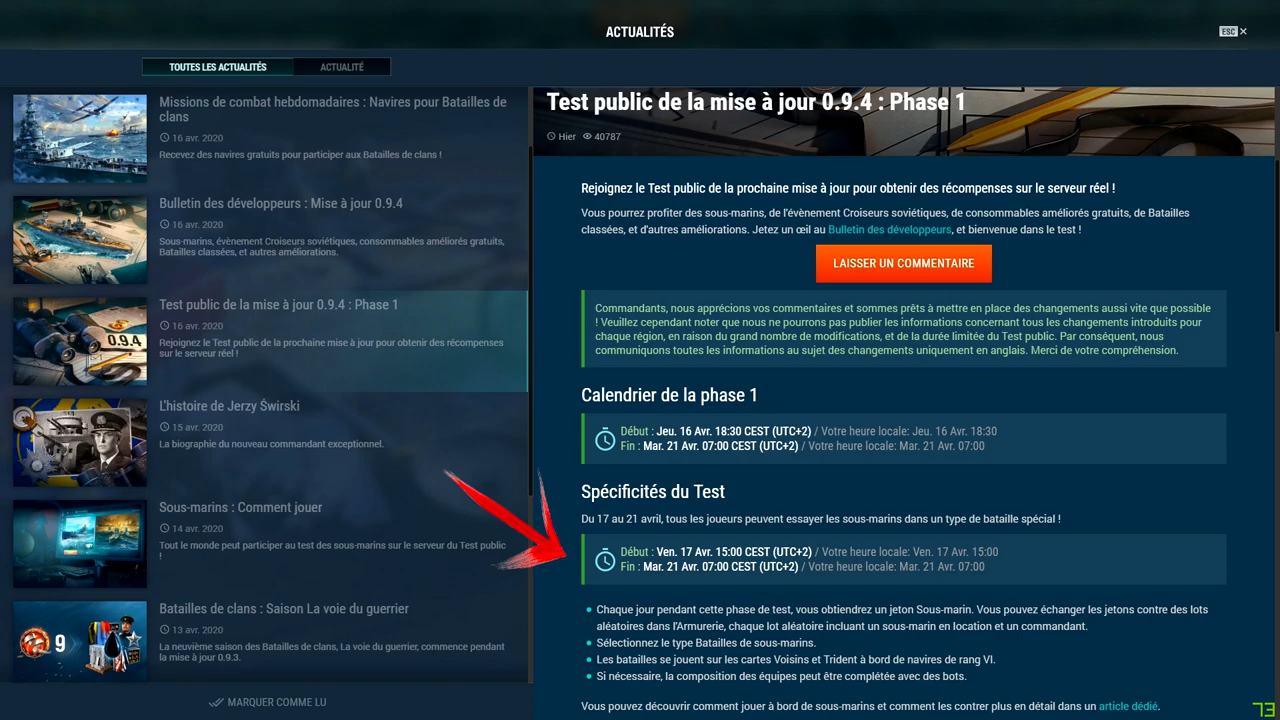 ACTUALITÉS
ESC ×
TOUTES LES ACTUALITÉS
ACTUALITÉ
Missions de combat hebdomadaires : Navires pour Batailles de
clans
16 avr. 2020
Recevez des navires gratuits pour participer aux Batailles de clans !
Bulletin des développeurs : Mise à jour 0.9.4
16 avr. 2020
Sous-marins, évènement Croiseurs soviétiques, consommables améliorés gratuits,
Batailles classées, et autres améliorations.
0.9.4
Test public de la mise à jour 0.9.4 : Phase 1
16 avr. 2020
Rejoignez le Test public de la prochaine mise à jour pour obtenir des récompenses
sur le serveur réel !
L'histoire de Jerzy Świrski
15 avr. 2020
La biographie du nouveau commandant exceptionnel.
Sous-marins : Comment jouer
14 avr. 2020
Tout le monde peut participer au test des sous-marins sur le serveur du Test public
!
9
Batailles de clans : Saison La voie du guerrier
13 avr. 2020
La neuvième saison des Batailles de clans, La voie du guerrier, commence pendant
la mise à jour 0.9.3.
MARQUER COMME LU
Test public de la mise à jour 0.9.4 : Phase 1
Hier 40787
Rejoignez le Test public de la prochaine mise à jour pour obtenir des récompenses sur le serveur réel !
Vous pourrez profiter des sous-marins, de l'évènement Croiseurs soviétiques, de consommables améliorés gratuits, de Batailles
classées, et d'autres améliorations. Jetez un œil au Bulletin des développeurs, et bienvenue dans le test !
LAISSER UN COMMENTAIRE
Commandants, nous apprécions vos commentaires et sommes prêts à mettre en place des changements aussi vite que possible
! Veuillez cependant noter que nous ne pourrons pas publier les informations concernant tous les changements introduits pour
chaque région, en raison du grand nombre de modifications, et de la durée limitée du Test public. Par conséquent, nous
communiquons toutes les informations au sujet des changements uniquement en anglais. Merci de votre compréhension.
Calendrier de la phase 1
Début : Jeu. 16 Avr. 18:30 CEST (UTC+2) / Votre heure locale: Jeu. 16 Avr. 18:30
Fin : Mar. 21 Avr. 07:00 CEST (UTC+2) / Votre heure locale: Mar. 21 Avr. 07:00
Spécificités du Test
Du 17 au 21 avril, tous les joueurs peuvent essayer les sous-marins dans un type de bataille spécial !
Début : Ven. 17 Avr. 15:00 CEST (UTC+2) / Votre heure locale: Ven. 17 Avr. 15:00
Fin : Mar. 21 Avr. 07:00 CEST (UTC+2) / Votre heure locale: Mar. 21 Avr. 07:00
• Chaque jour pendant cette phase de test, vous obtiendrez un jeton Sous-marin. Vous pouvez échanger les jetons contre des lots
aléatoires dans l'Armurerie, chaque lot aléatoire incluant un sous-marin en location et un commandant.
• Sélectionnez le type Batailles de sous-marins.
• Les batailles se jouent sur les cartes Voisins et Trident à bord de navires de rang VI.
• Si nécessaire, la composition des équipes peut être complétée avec des bots.
Vous pouvez découvrir comment jouer à bord de sous-marins et comment les contrer plus en détail dans un article dédié.
73